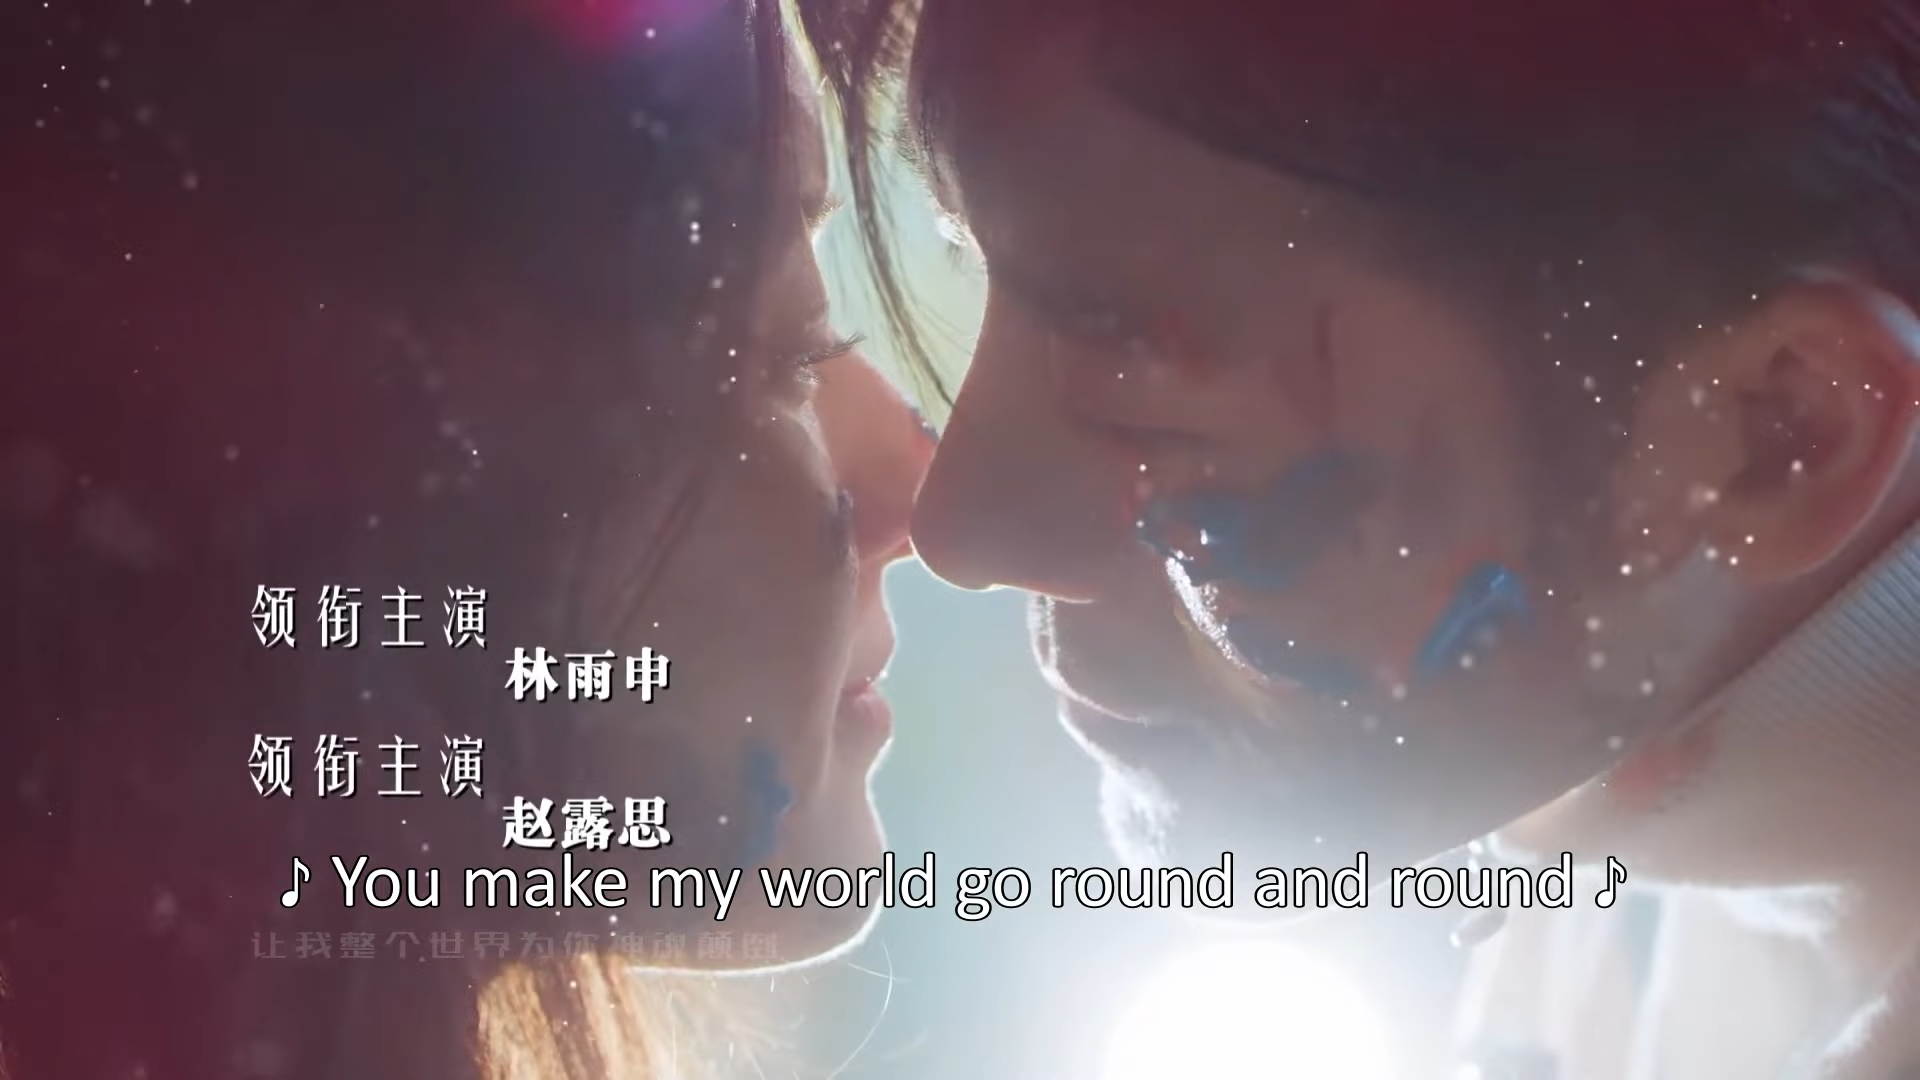 领衔主演
林雨申
领衔主演
赵露思
♪ You make my world go round and round ♪
让我整个世界为你神魂颠倒